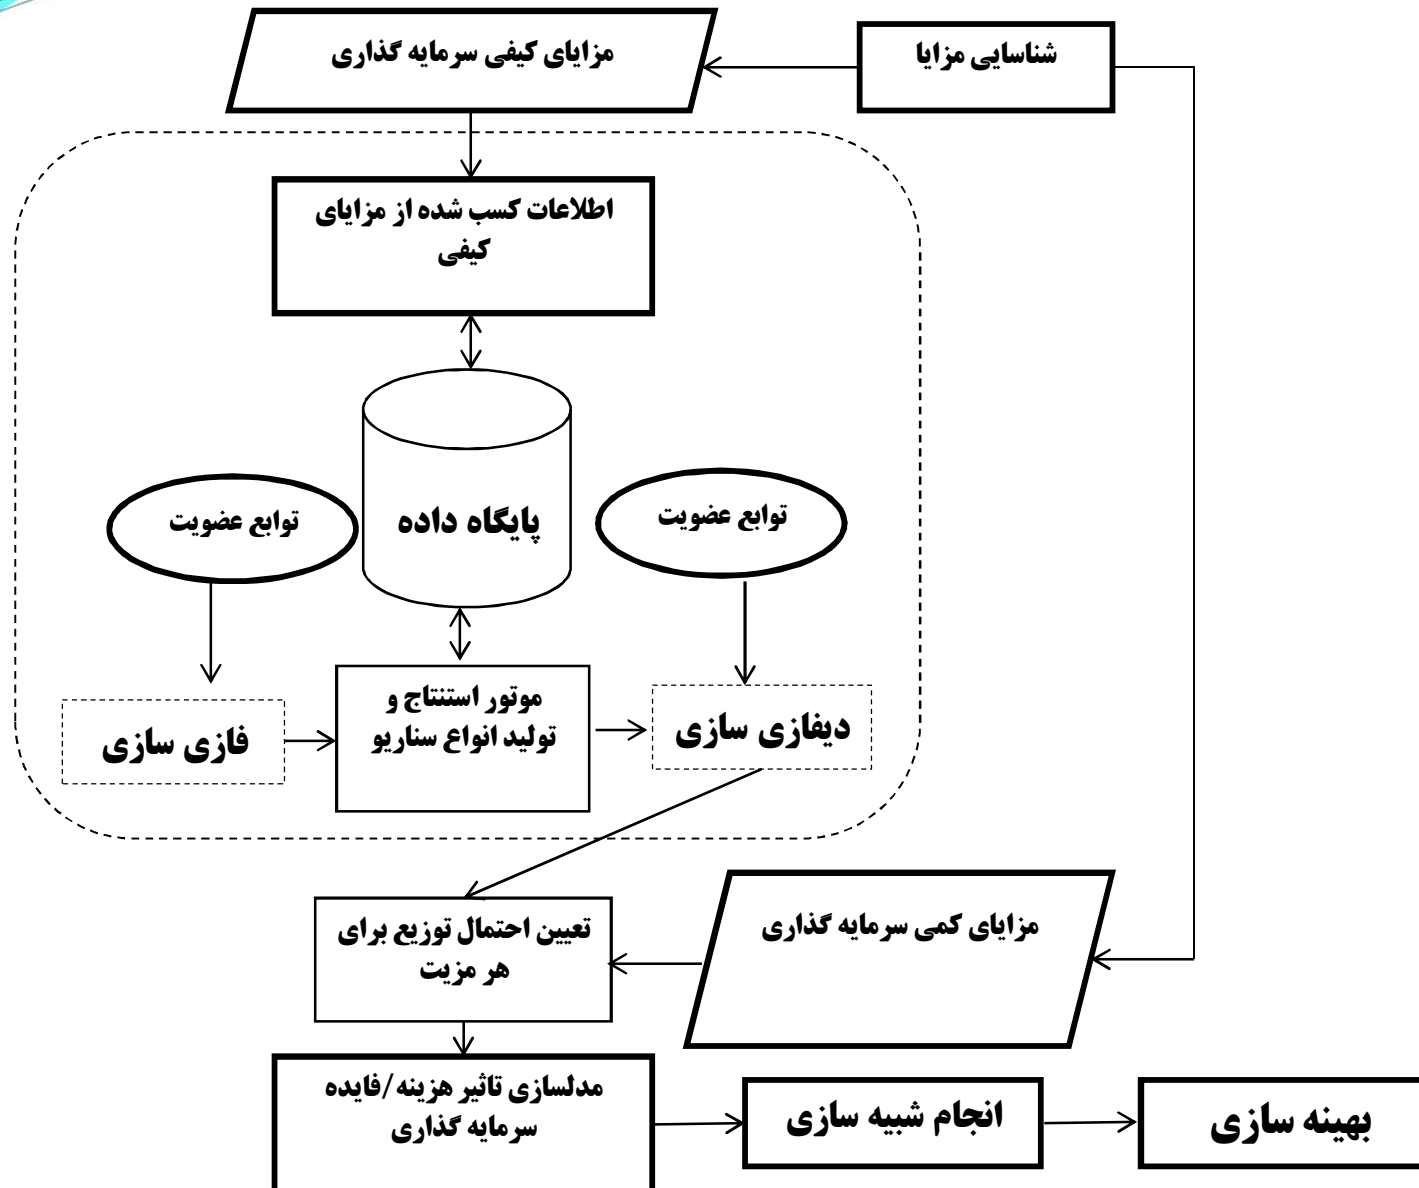 شناسایی مزایا
مزایای کیفی سرمایه گذاری
اطلاعات کسب شده از مزایای
کیفی
پایگاه داده
توابع عضویت
توابع عضویت
فازی سازی
موتور استنتاج و
تولید انواع سناریو
دیفازی سازی
مزایای کمی سرمایه گذاری
تعیین احتمال توزیع برای
هر مزیت
مدلسازی تاثیر هزینه/فایده
سرمایه گذاری
انجام شبیه سازی
بهینه سازی